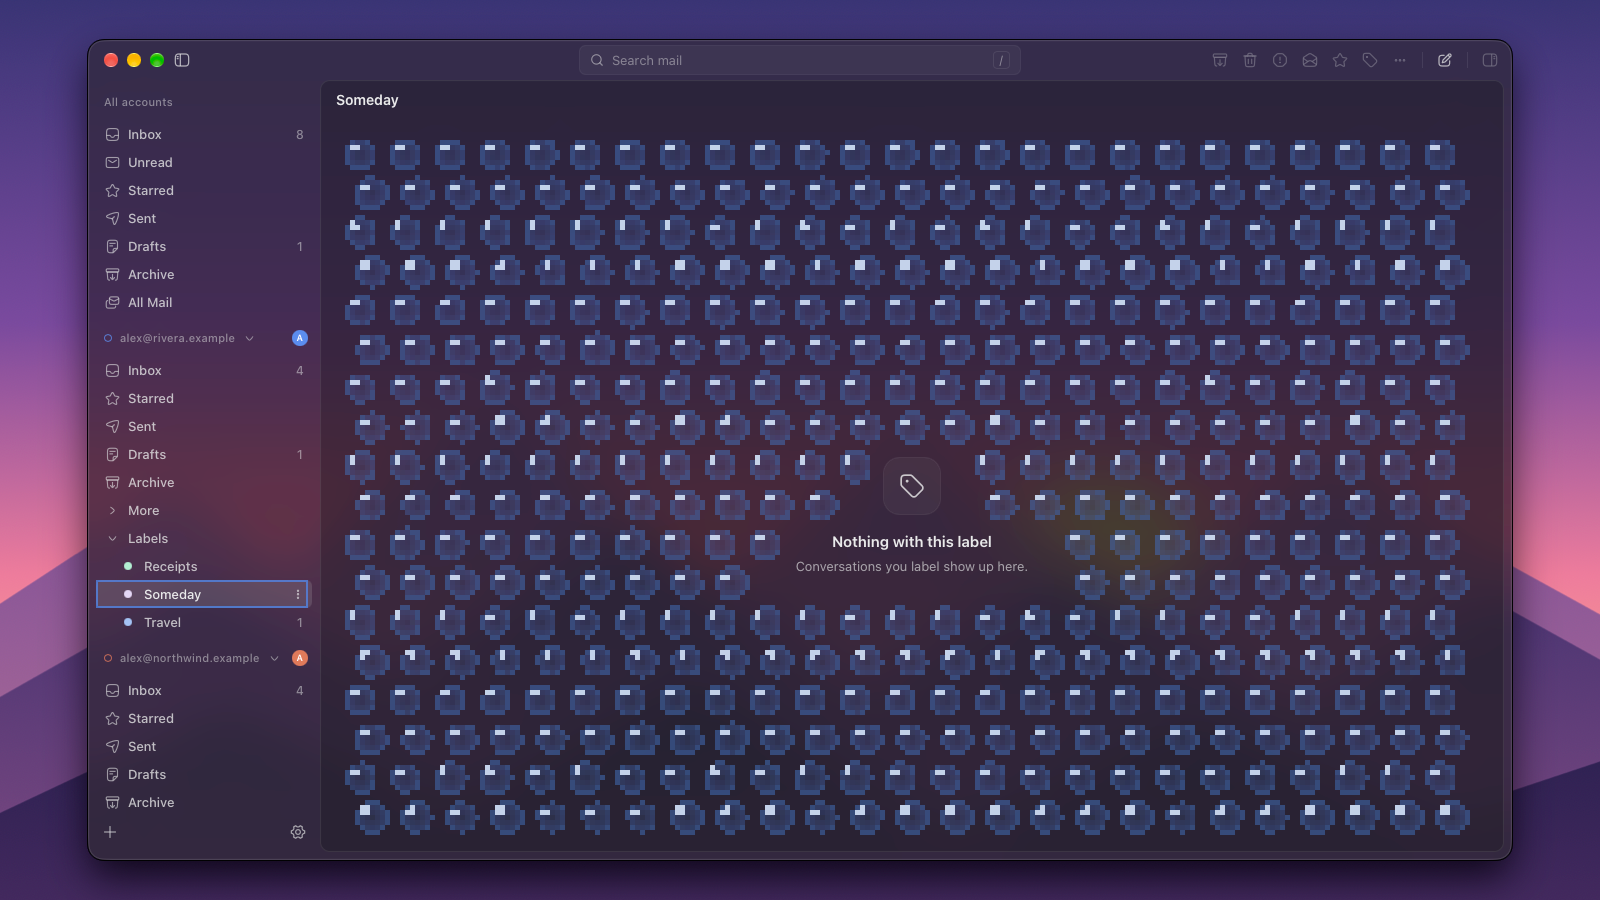 Search mail
/
All accounts
Inbox 8
Unread
Starred
Sent
Drafts 1
Archive
All Mail
alex@rivera.example A
Inbox 4
Starred
Sent
Drafts 1
Archive
More
Labels
Receipts
Someday
Travel 1
alex@northwind.example A
Inbox 4
Starred
Sent
Drafts
Archive
Someday
Nothing with this label
Conversations you label show up here.